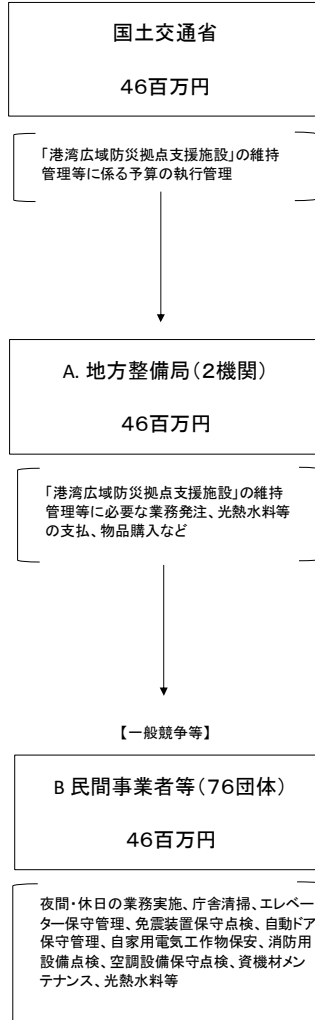 国土交通省
46百万円
「港湾広域防災拠点支援施設」の維持
管理等に係る予算の執行管理
A. 地方整備局(2機関)
46百万円
「港湾広域防災拠点支援施設」の維持
管理等に必要な業務発注、光熱水料等
の支払、物品購入など
【一般競争等】
B 民間事業者等(76団体)
46百万円
夜間・休日の業務実施、庁舎清掃、エレベー
ター保守管理、免震装置保守点検、自動ドア
保守管理、自家用電気工作物保安、消防用
設備点検、空調設備保守点検、資機材メン
テナンス、光熱水料等